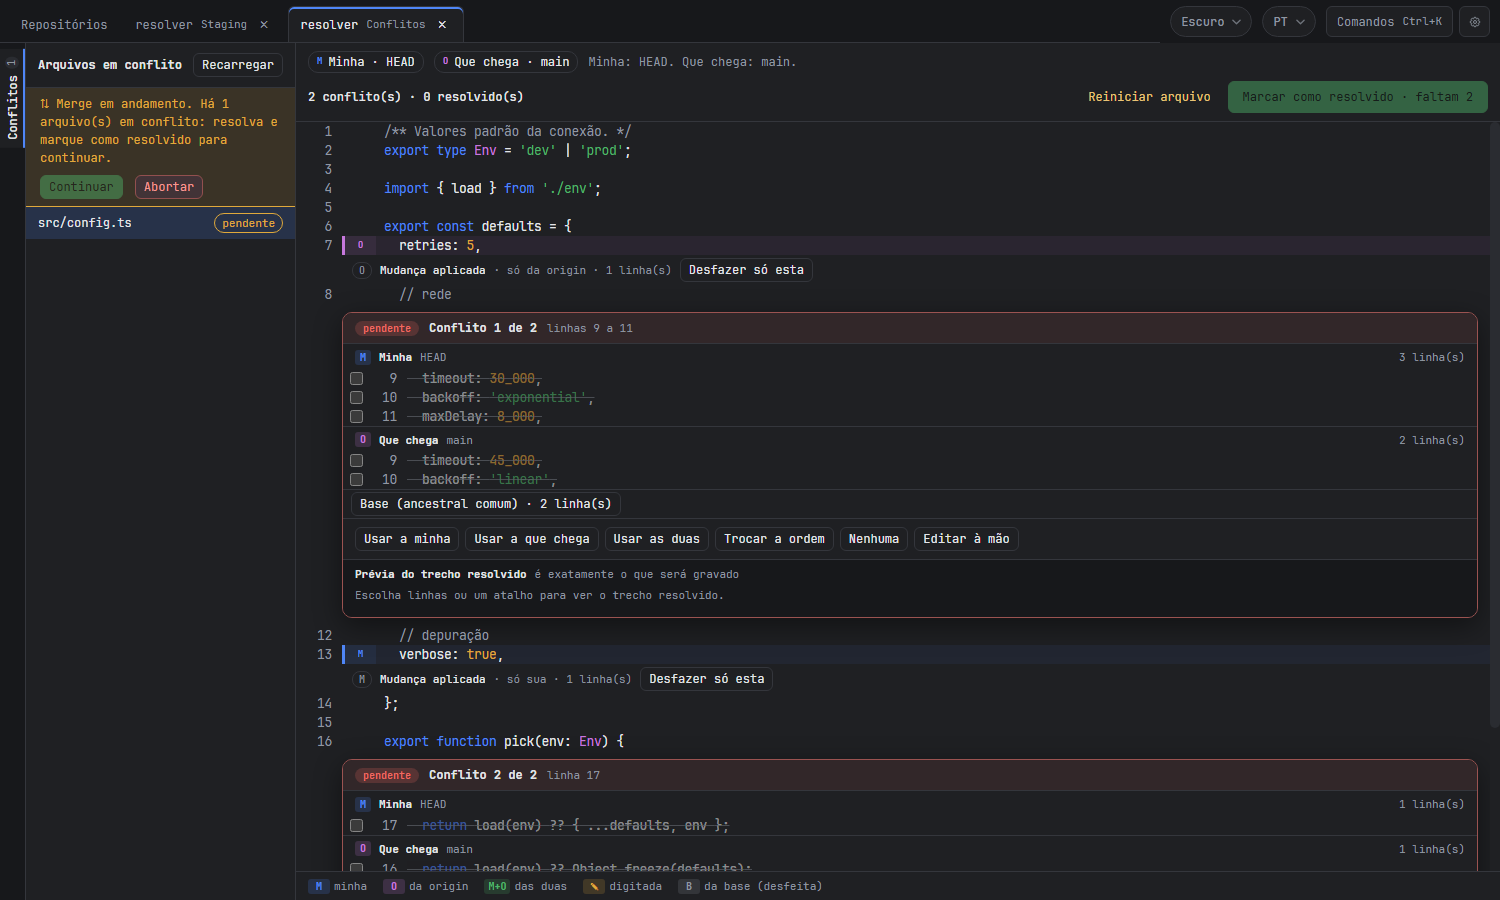 Repositórios
resolver Staging ×
resolver Conflitos ×
Escuro
PT
Comandos Ctrl+K
Conflitos 1
Arquivos em conflito
Recarregar
⇅ Merge em andamento. Há 1
arquivo(s) em conflito: resolva e
marque como resolvido para
continuar.
Continuar
Abortar
src/config.ts
pendente
M Minha · HEAD
O Que chega · main
Minha: HEAD. Que chega: main.
2 conflito(s) · 0 resolvido(s)
Reiniciar arquivo
Marcar como resolvido · faltam 2
1 /** Valores padrão da conexão. */
2 export type Env = 'dev' | 'prod';
3
4 import { load } from './env';
5
6 export const defaults = {
7 O retries: 5,
O Mudança aplicada · só da origin · 1 linha(s) Desfazer só esta
8 // rede
pendente Conflito 1 de 2 linhas 9 a 11
M Minha HEAD 3 linha(s)
9 timeout: 30_000,
10 backoff: 'exponential',
11 maxDelay: 8_000,
O Que chega main 2 linha(s)
9 timeout: 45_000,
10 backoff: 'linear',
Base (ancestral comum) · 2 linha(s)
Usar a minha
Usar a que chega
Usar as duas
Trocar a ordem
Nenhuma
Editar à mão
Prévia do trecho resolvido é exatamente o que será gravado
Escolha linhas ou um atalho para ver o trecho resolvido.
12 // depuração
13 M verbose: true,
M Mudança aplicada · só sua · 1 linha(s) Desfazer só esta
14 };
15
16 export function pick(env: Env) {
pendente Conflito 2 de 2 linha 17
M Minha HEAD 1 linha(s)
17 return load(env) ?? { ...defaults, env };
O Que chega main 1 linha(s)
16 return load(env) ?? Object.freeze(defaults);
M minha
O da origin
M+O das duas
✎ digitada
B da base (desfeita)